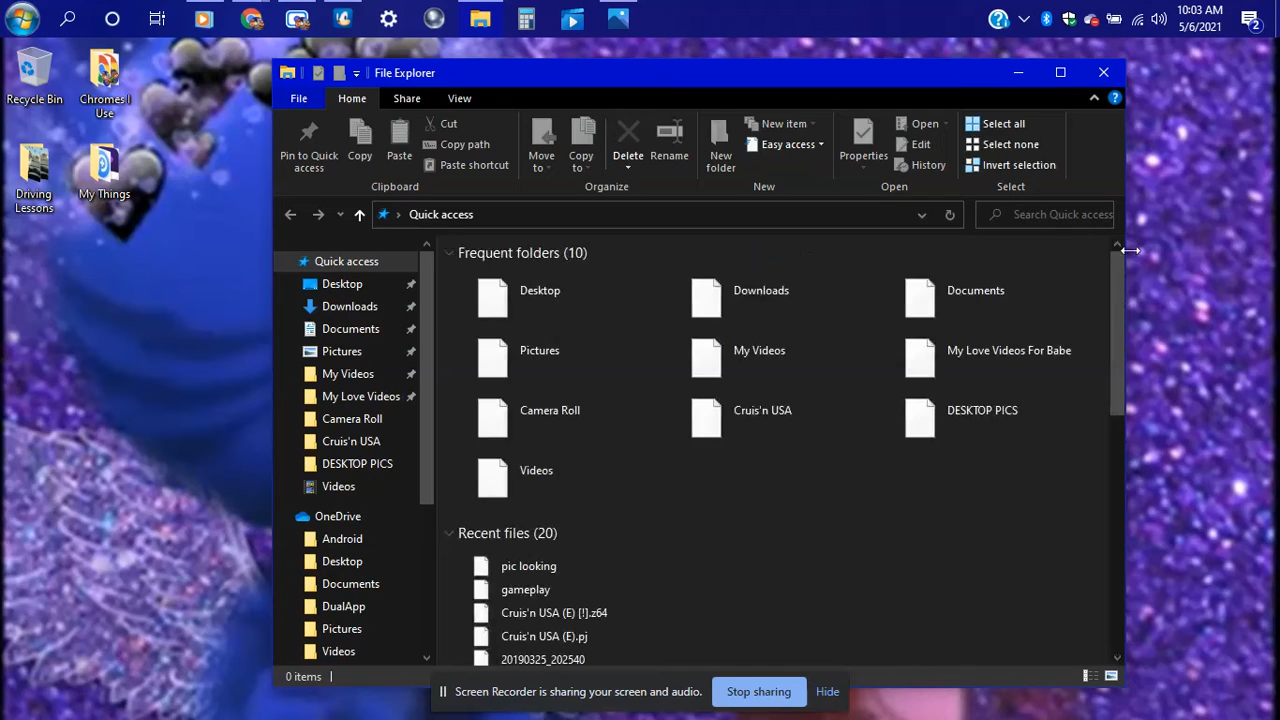 10:03 AM
5/6/2021
2
Recycle Bin
Chromes I
Use
Driving
Lessons
My Things
File Explorer
File Home Share View
Pin to Quick
access
Copy
Paste
Cut
Copy path
Paste shortcut
Clipboard
Move
to
Copy
to
Delete
Rename
Organize
New
folder
New item
Easy access
New
Properties
Open
Edit
History
Open
Select all
Select none
Invert selection
Select
Quick access
Search Quick access
Quick access
Desktop
Downloads
Documents
Pictures
My Videos
My Love Videos
Camera Roll
Cruis'n USA
DESKTOP PICS
Videos
OneDrive
Android
Desktop
Documents
DualApp
Pictures
Videos
Frequent folders (10)
Desktop Downloads Documents
Pictures My Videos My Love Videos For Babe
Camera Roll Cruis'n USA DESKTOP PICS
Videos
Recent files (20)
pic looking
gameplay
Cruis'n USA (E) [!].z64
Cruis'n USA (E).pj
20190325_202540
0 items
Screen Recorder is sharing your screen and audio. Stop sharing Hide